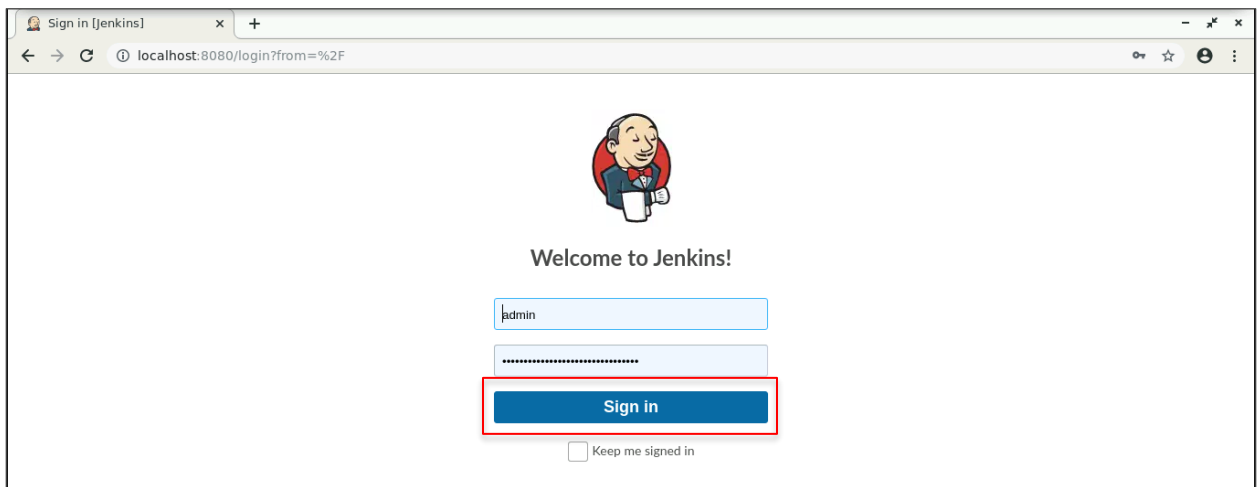 Sign in [Jenkins]
localhost:8080/login?from=%2F
Welcome to Jenkins!
admin
••••••••••••••••••••••••••••••••
Sign in
Keep me signed in